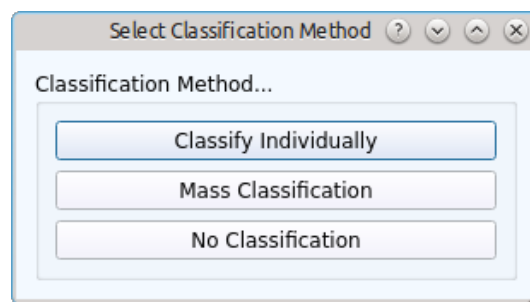 Select Classification Method
Classification Method...
Classify Individually
Mass Classification
No Classification